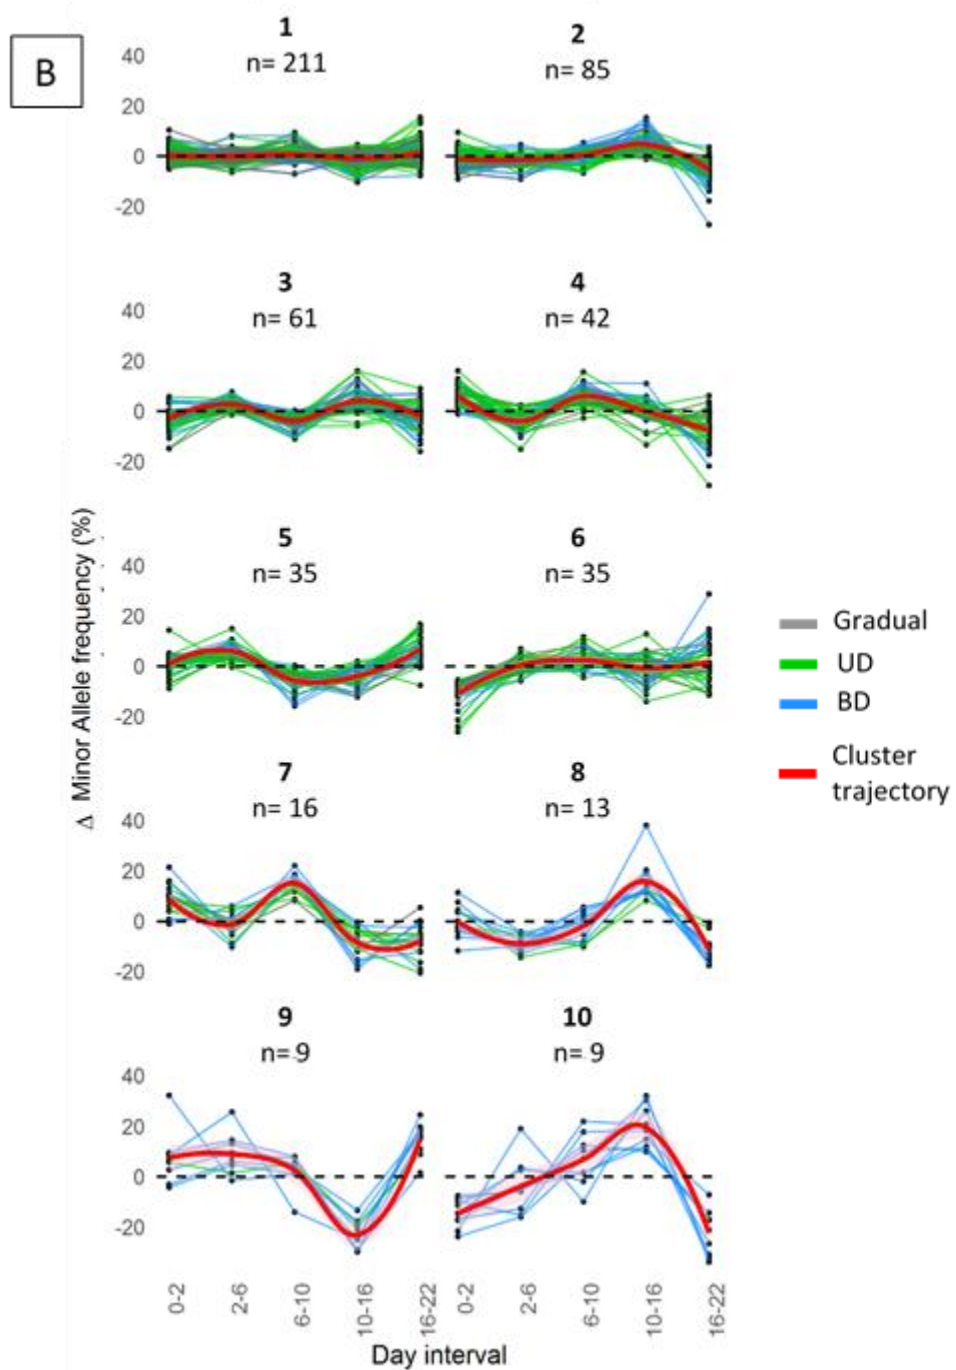 B
1
n= 211
2
n= 85
40
20
0
-20
3
n= 61
4
n= 42
40
20
0
-20
5
n= 35
6
n= 35
40
20
0
-20
7
n= 16
8
n= 13
40
20
0
-20
9
n= 9
10
n= 9
40
20
0
-20
Δ Minor Allele frequency (%)
0-2
2-6
6-10
10-16
16-22
0-2
2-6
6-10
10-16
16-22
Day interval
Gradual
UD
BD
Cluster
trajectory